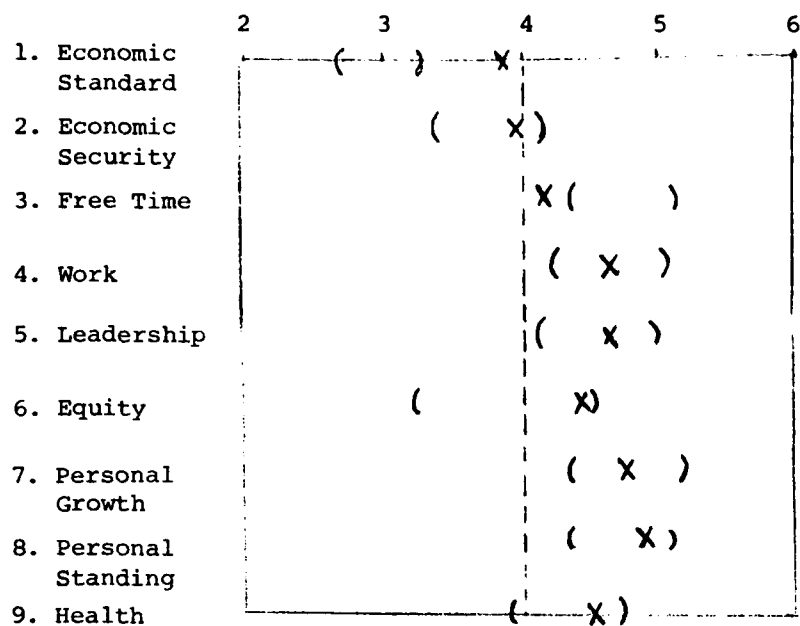 2 3 4 5 6
1. Economic
Standard
( ) X
2. Economic
Security
( X )
3. Free Time X ( )
4. Work ( X )
5. Leadership ( X )
6. Equity ( X )
7. Personal
Growth
( X )
8. Personal
Standing
( X )
9. Health ( X )